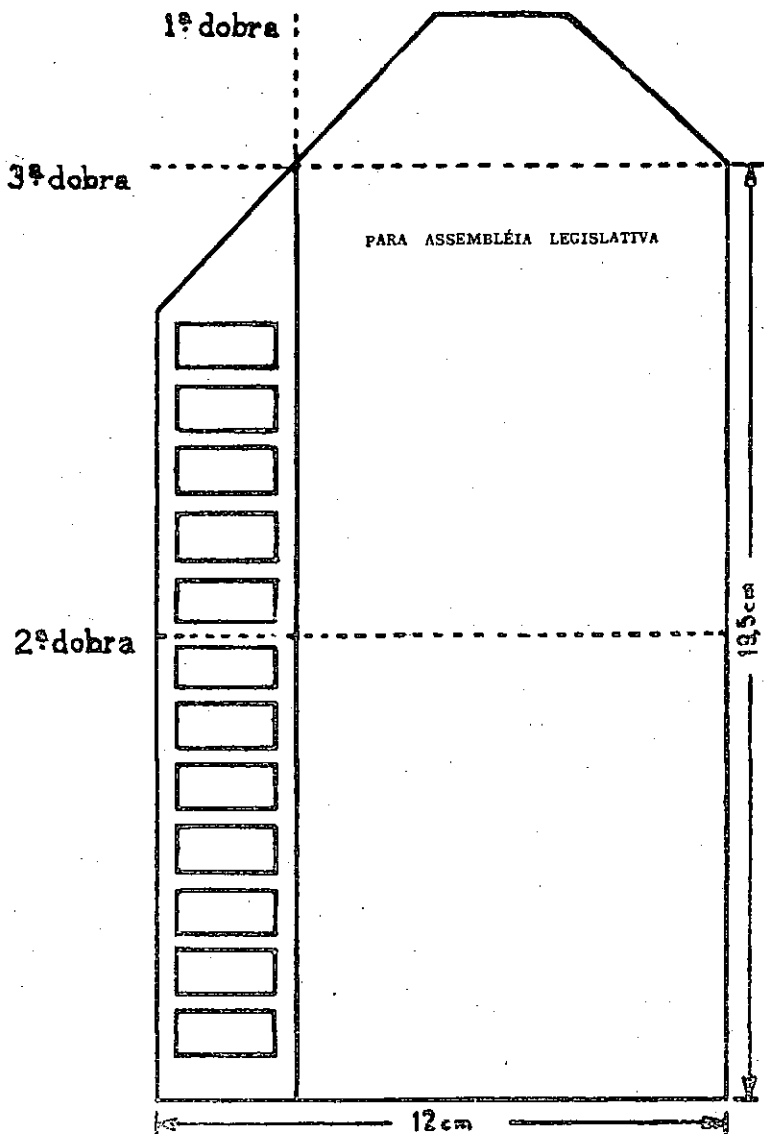 1ª dobra
3ª dobra
PARA ASSEMBLÉIA LEGISLATIVA
2ª dobra
19,5cm
12cm